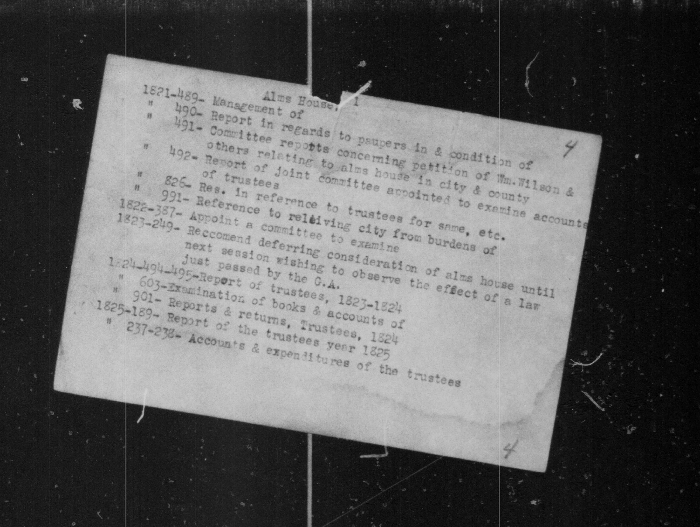 Alms House, 1
4
1821-489- Management of
" 490- Report in regards to paupers in & condition of
" 491- Committee reports concerning petition of Wm.Wilson &
others relating to alms house in city & county
" 492- Report of joint committee appointed to examine accounts
of trustees
" 826- Res. in reference to trustees for same, etc.
" 991- Reference to releiving city from burdens of
1822-387- Appoint a committee to examine
1823-249- Reccomend deferring consideration of alms house until
next session wishing to observe the effect of a law
just passed by the G.A.
1824-494-495-Report of trustees, 1823-1824
" 603-Examination of books & accounts of
" 901- Reports & returns, Trustees, 1824
1825-189- Report of the trustees year 1825
" 237-238- Accounts & expenditures of the trustees
4